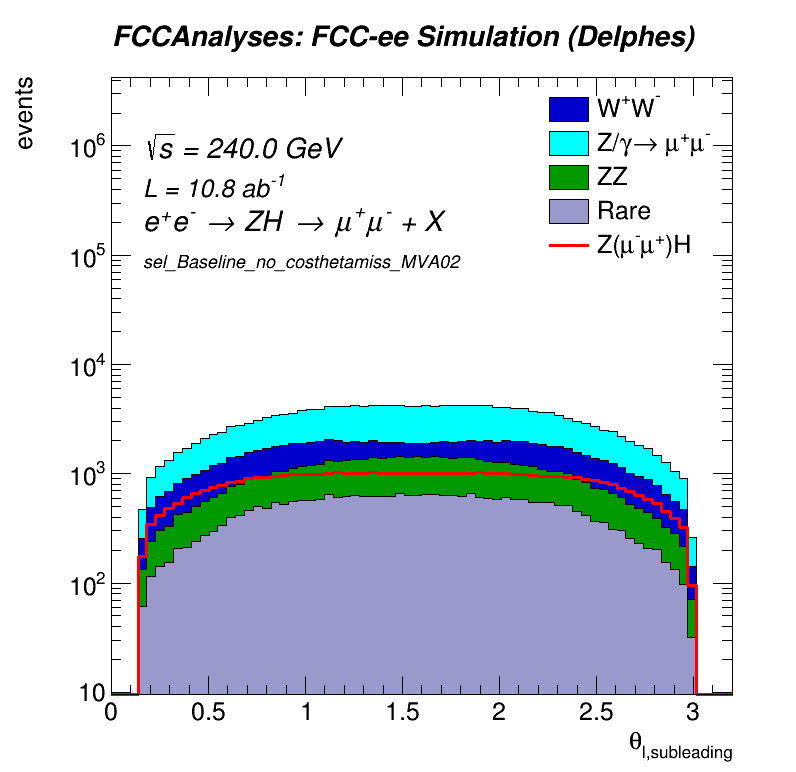 FCCAnalyses: FCC-ee Simulation (Delphes)
events
√s = 240.0 GeV
L = 10.8 ab⁻¹
e⁺e⁻ → ZH → μ⁺μ⁻ + X
sel_Baseline_no_costhetamiss_MVA02
W⁺W⁻
Z/γ→ μ⁺μ⁻
ZZ
Rare
Z(μ⁻μ⁺)H
10⁶
10⁵
10⁴
10³
10²
10
0 0.5 1 1.5 2 2.5 3
θl,subleading